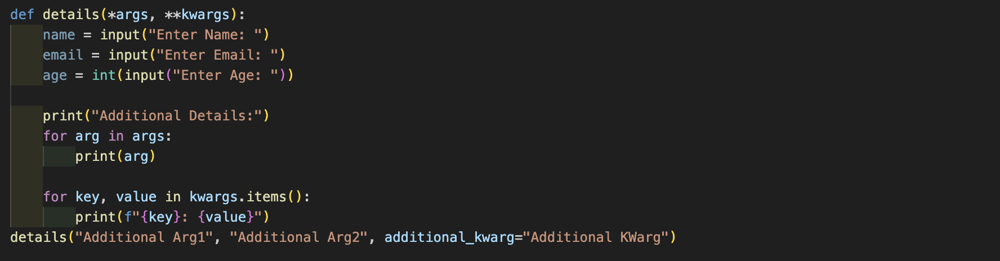 def details(*args, **kwargs):
    name = input("Enter Name: ")
    email = input("Enter Email: ")
    age = int(input("Enter Age: "))

    print("Additional Details:")
    for arg in args:
        print(arg)

    for key, value in kwargs.items():
        print(f"{key}: {value}")
details("Additional Arg1", "Additional Arg2", additional_kwarg="Additional KWarg")